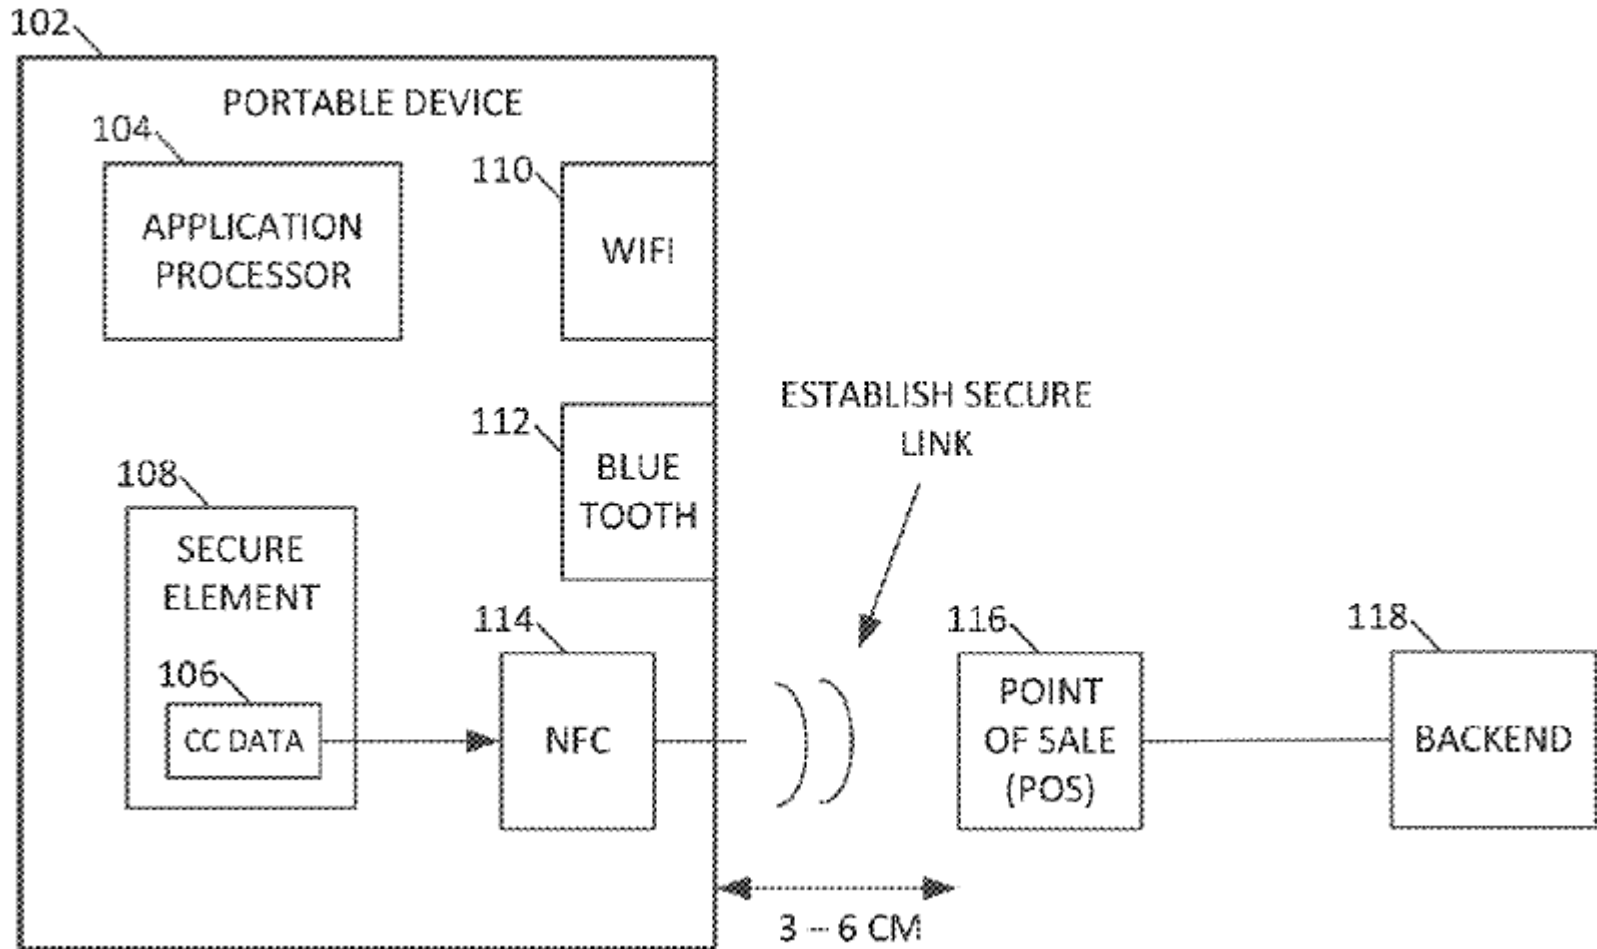 102
PORTABLE DEVICE
104
APPLICATION
PROCESSOR
110
WIFI
112
BLUE
TOOTH
ESTABLISH SECURE
LINK
108
SECURE
ELEMENT
106
CC DATA
114
NFC
116
POINT
OF SALE
(POS)
118
BACKEND
3 – 6 CM